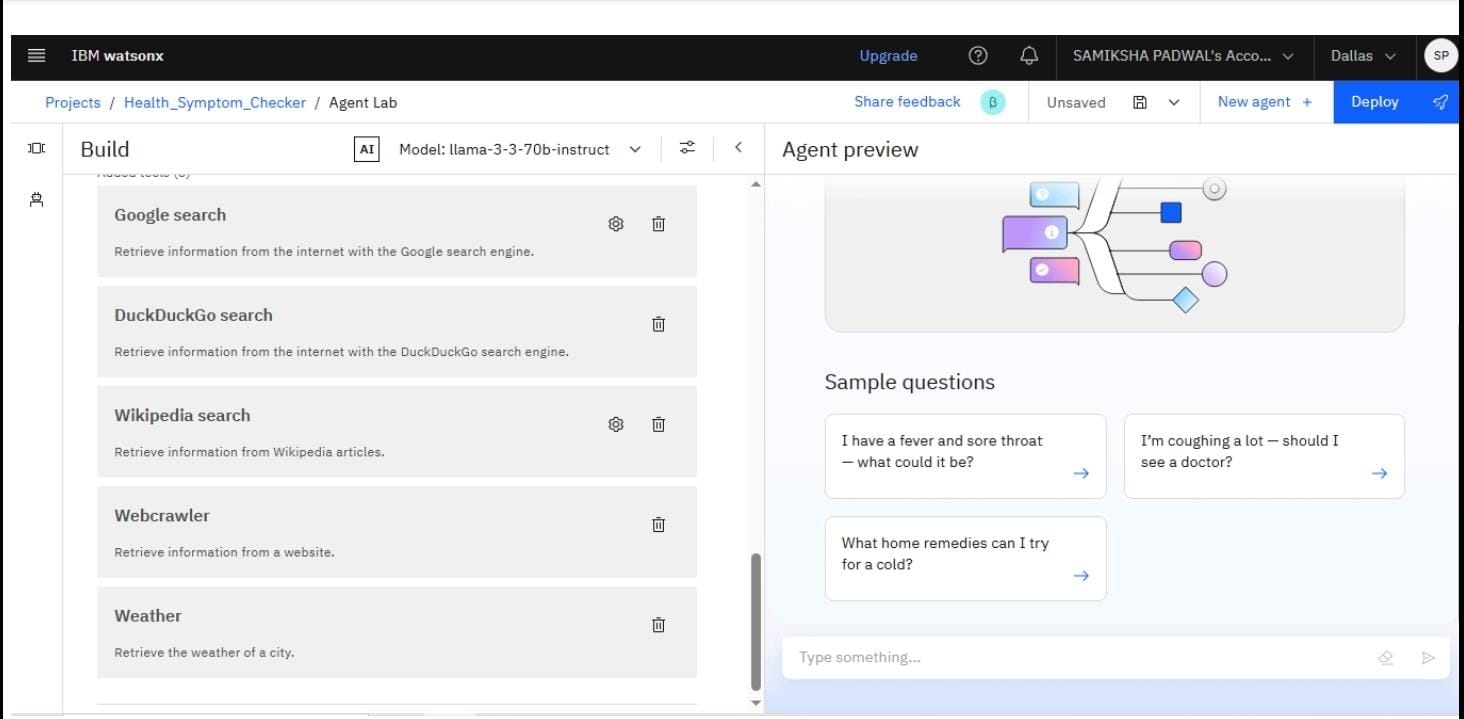 IBM watsonx
Upgrade
SAMIKSHA PADWAL's Acco...
Dallas
SP
Projects / Health_Symptom_Checker / Agent Lab
Share feedback
β
Unsaved
New agent +
Deploy
Build
AI
Model: llama-3-3-70b-instruct
Agent preview
Added tools
Google search
Retrieve information from the internet with the Google search engine.
DuckDuckGo search
Retrieve information from the internet with the DuckDuckGo search engine.
Wikipedia search
Retrieve information from Wikipedia articles.
Webcrawler
Retrieve information from a website.
Weather
Retrieve the weather of a city.
Sample questions
I have a fever and sore throat
— what could it be?
I’m coughing a lot — should I
see a doctor?
What home remedies can I try
for a cold?
Type something...